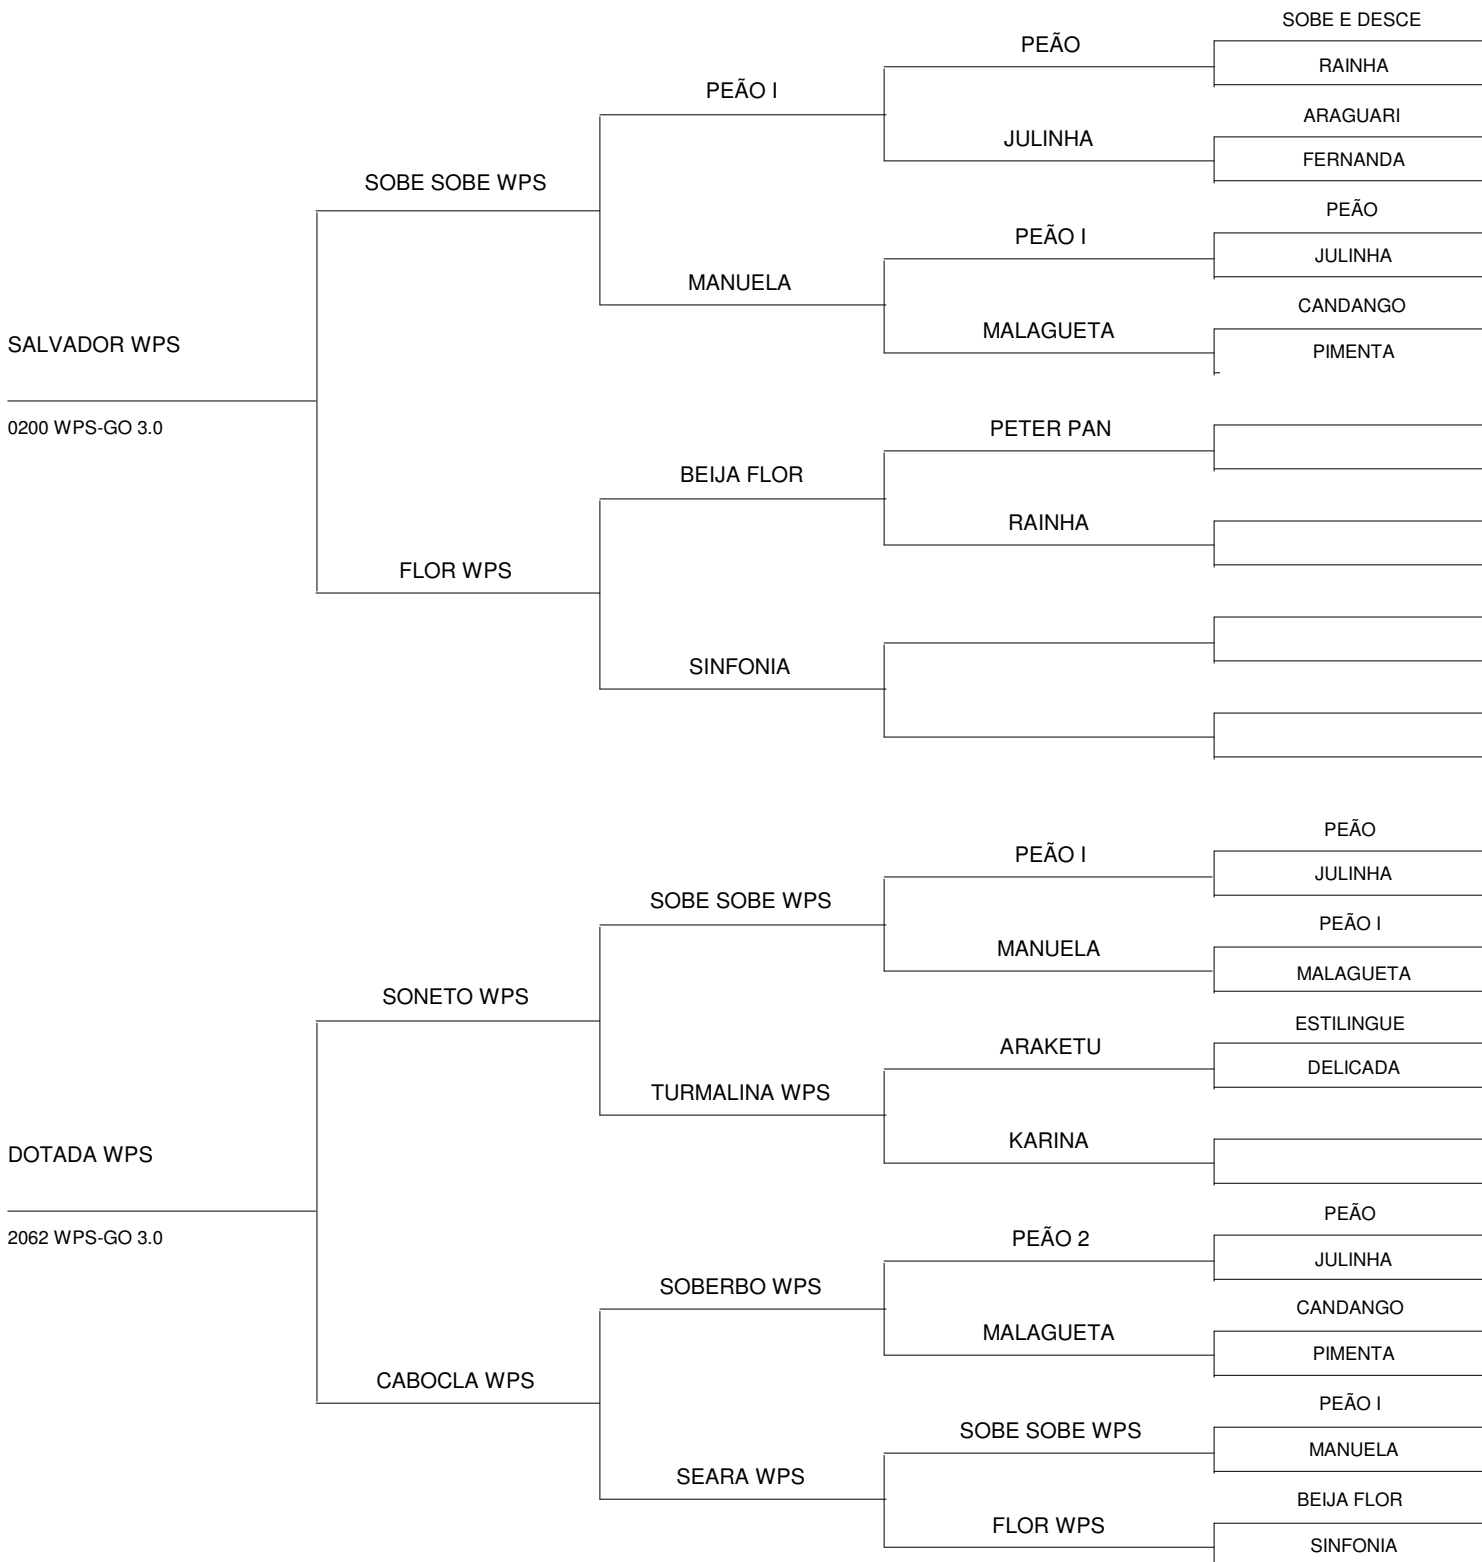 SOBE E DESCE
PEÃO
RAINHA
PEÃO I
ARAGUARI
JULINHA
FERNANDA
SOBE SOBE WPS
PEÃO
PEÃO I
JULINHA
MANUELA
CANDANGO
MALAGUETA
SALVADOR WPS
PIMENTA
0200 WPS-GO 3.0
PETER PAN
BEIJA FLOR
RAINHA
FLOR WPS
SINFONIA
PEÃO
PEÃO I
JULINHA
SOBE SOBE WPS
PEÃO I
MANUELA
MALAGUETA
SONETO WPS
ESTILINGUE
ARAKETU
DELICADA
TURMALINA WPS
KARINA
DOTADA WPS
PEÃO
2062 WPS-GO 3.0
PEÃO 2
JULINHA
SOBERBO WPS
CANDANGO
MALAGUETA
PIMENTA
CABOCLA WPS
PEÃO I
SOBE SOBE WPS
MANUELA
SEARA WPS
BEIJA FLOR
FLOR WPS
SINFONIA